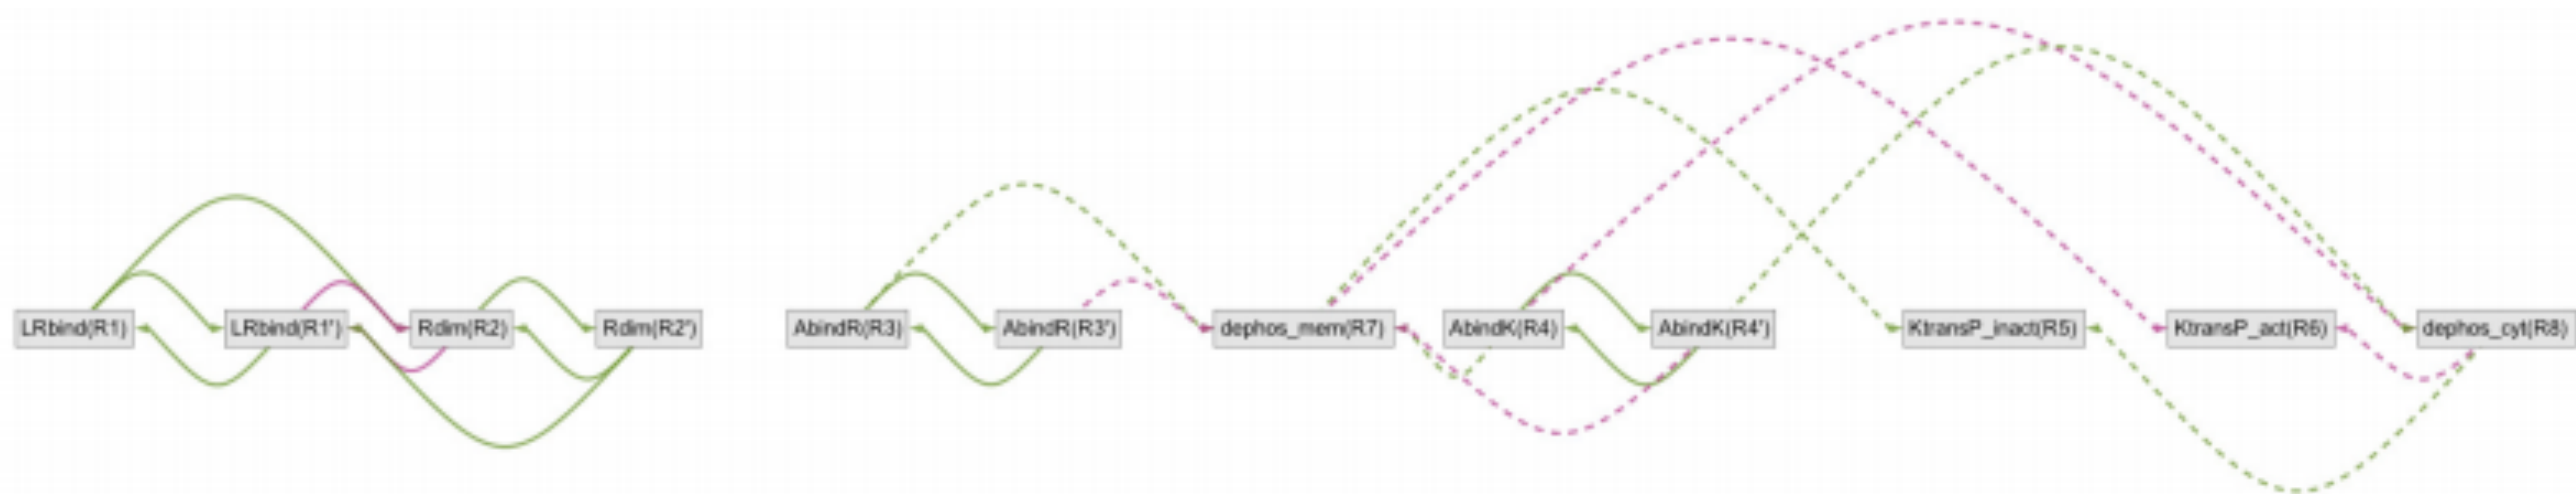 LRbind(R1)
LRbind(R1')
Rdim(R2)
Rdim(R2')
AbindR(R3)
AbindR(R3')
dephos_mem(R7)
AbindK(R4)
AbindK(R4')
KtransP_inact(R5)
KtransP_act(R6)
dephos_cyt(R8)